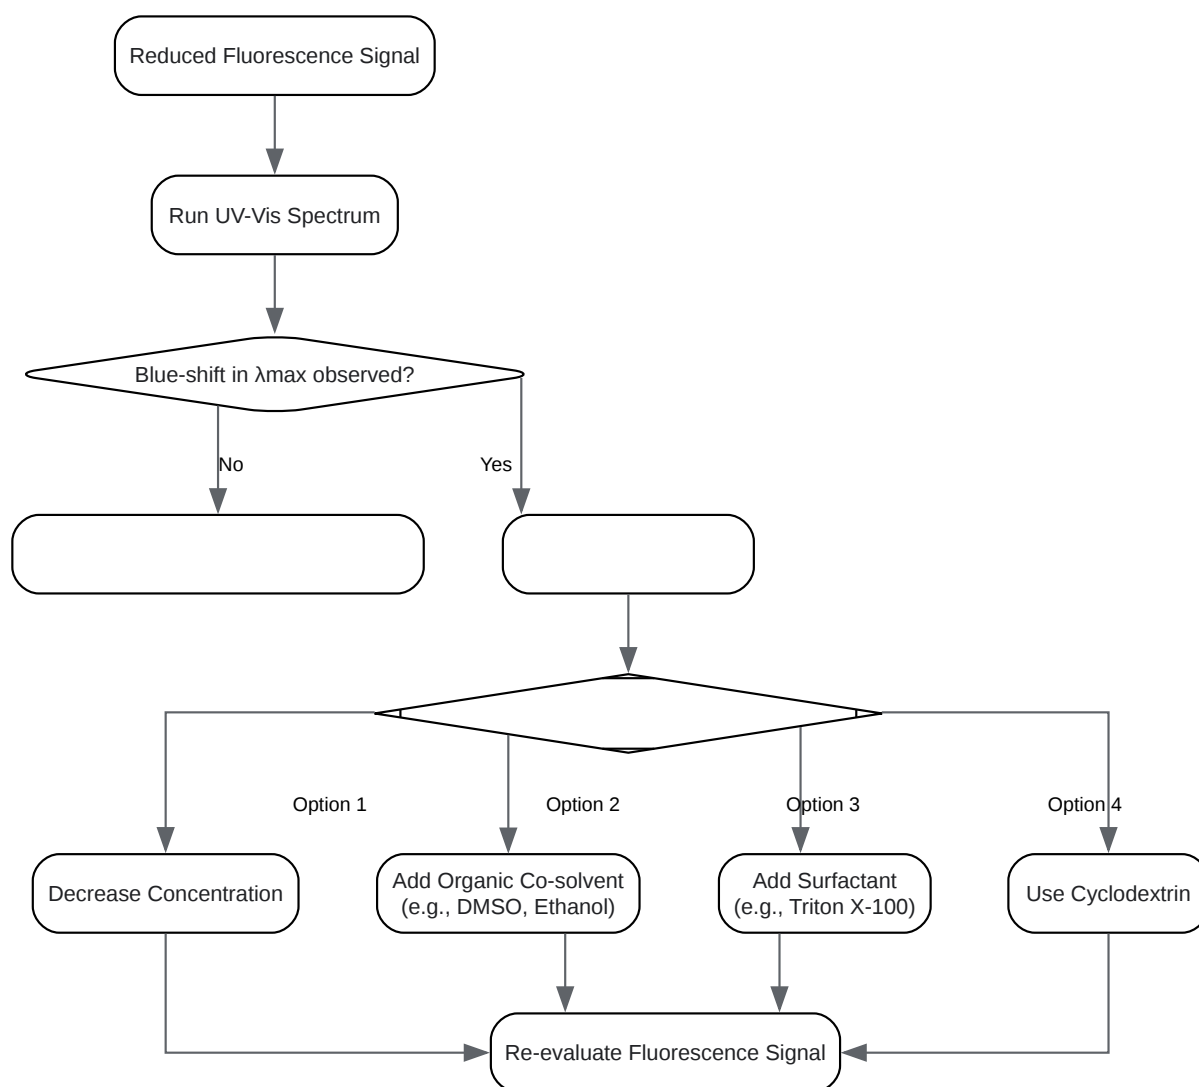 Reduced Fluorescence Signal
Run UV-Vis Spectrum
Blue-shift in λmax observed?
No
Yes
Option 1
Option 2
Option 3
Option 4
Decrease Concentration
Add Organic Co-solvent
(e.g., DMSO, Ethanol)
Add Surfactant
(e.g., Triton X-100)
Use Cyclodextrin
Re-evaluate Fluorescence Signal